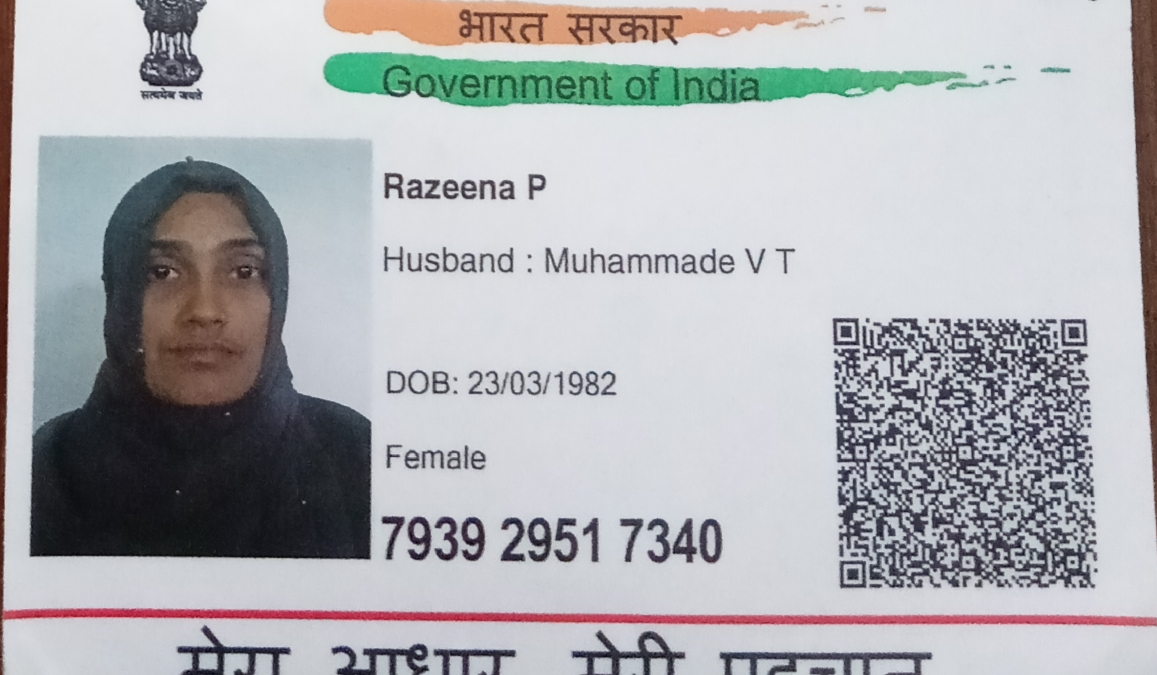 सत्यमेव जयते
भारत सरकार
Government of India
Razeena P
Husband : Muhammade V T
DOB: 23/03/1982
Female
7939 2951 7340
मेरा आधार, मेरी पहचान